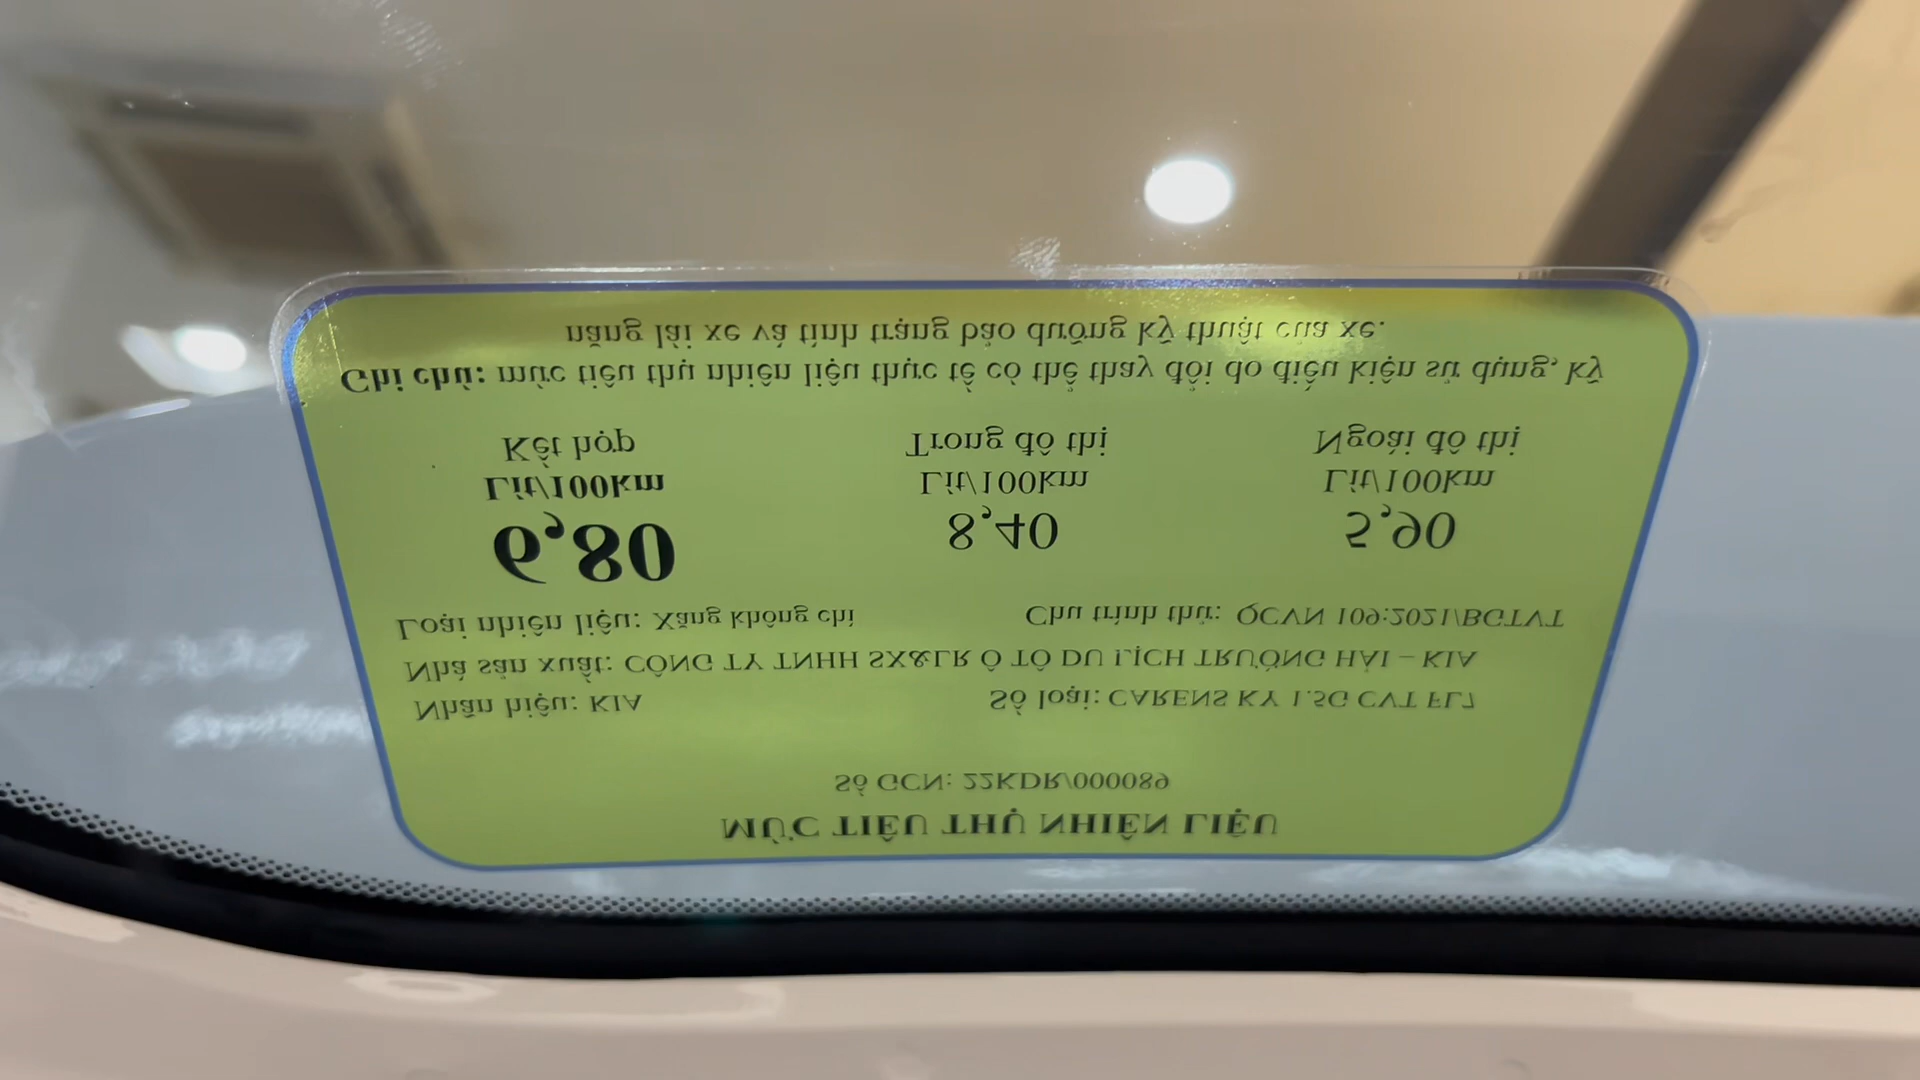 MỨC TIÊU THỤ NHIÊN LIỆU
Số GCN: 22KDR/000089
Nhãn hiệu: KIA
Số loại: CARENS KY 1.5G CVT FL7
Nhà sản xuất: CÔNG TY TNHH SX&LR Ô TÔ DU LỊCH TRƯỜNG HẢI – KIA
Loại nhiên liệu: Xăng không chì
Chu trình thử: QCVN 109:2021/BGTVT
6,80
Lít/100km
Kết hợp
8,40
Lít/100km
Trong đô thị
5,90
Lít/100km
Ngoài đô thị
Ghi chú: mức tiêu thụ nhiên liệu thực tế có thể thay đổi do điều kiện sử dụng, kỹ
năng lái xe và tình trạng bảo dưỡng kỹ thuật của xe.